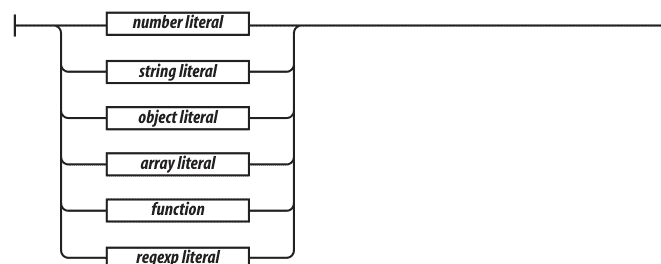 number literal
string literal
object literal
array literal
function
regexp literal